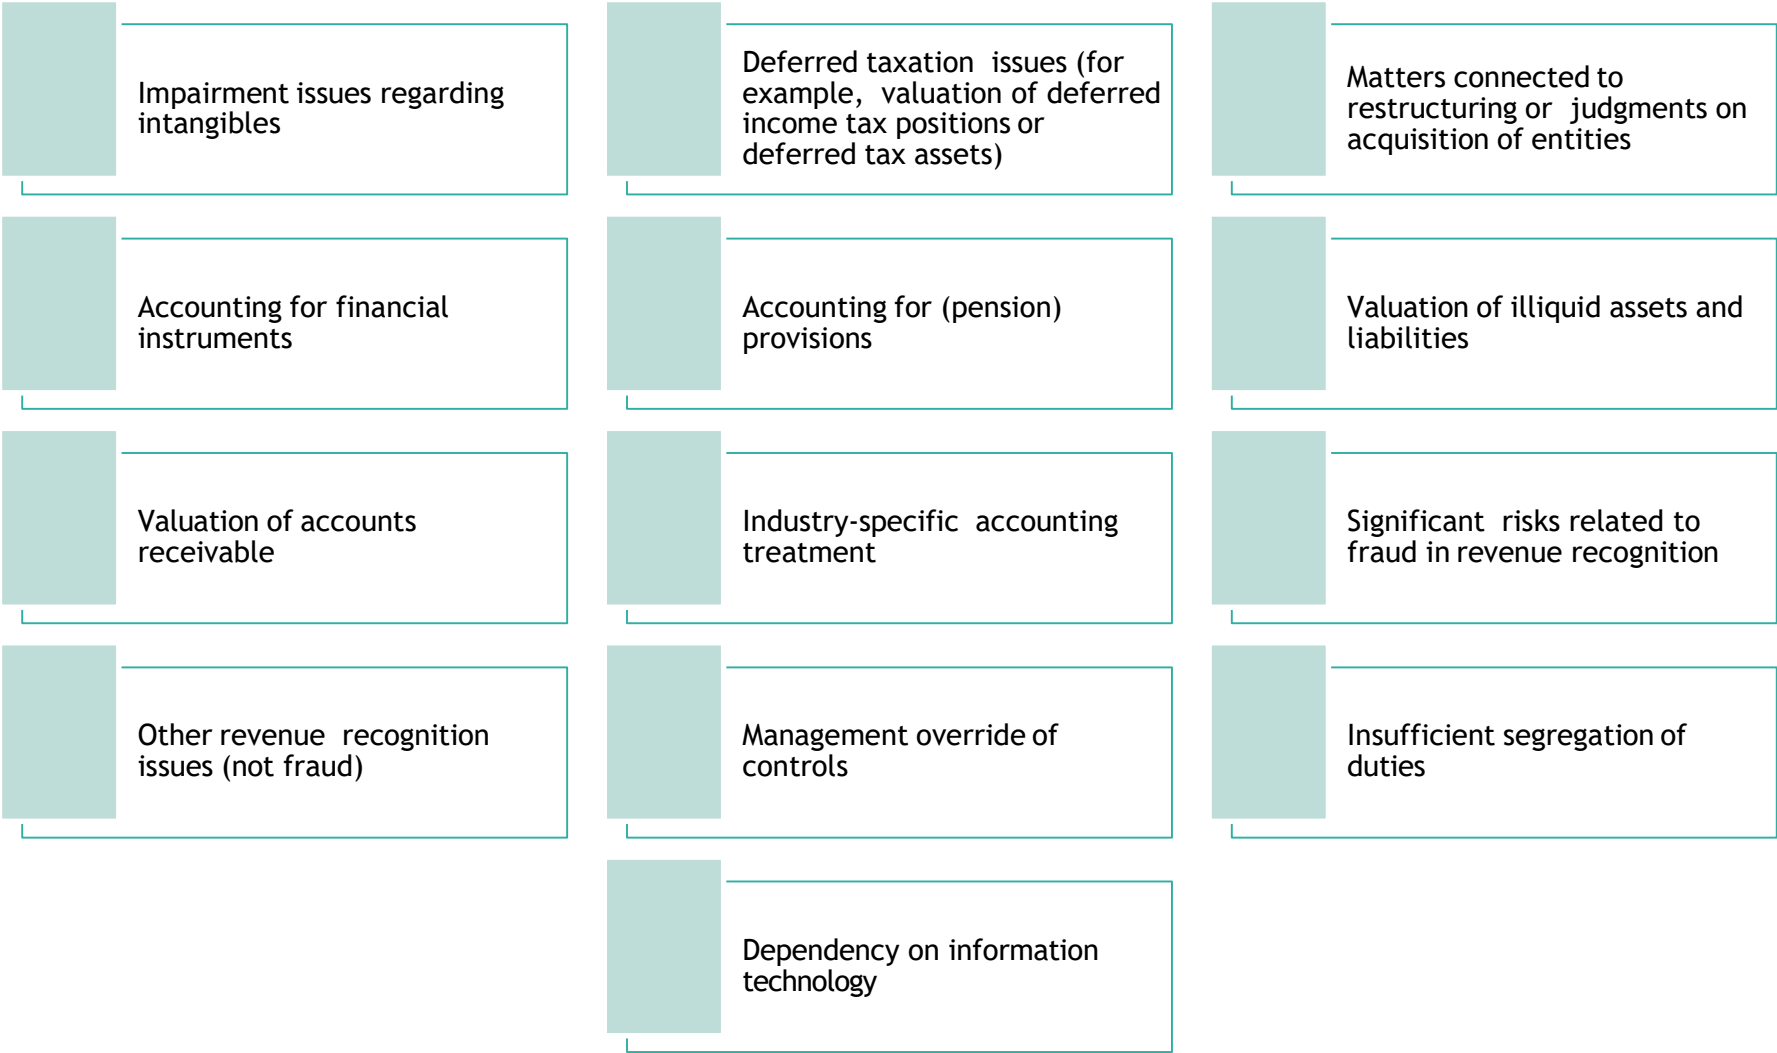 Impairment issues regarding
intangibles
Deferred taxation issues (for
example, valuation of deferred
income tax positions or
deferred tax assets)
Matters connected to
restructuring or judgments on
acquisition of entities
Accounting for financial
instruments
Accounting for (pension)
provisions
Valuation of illiquid assets and
liabilities
Valuation of accounts
receivable
Industry-specific accounting
treatment
Significant risks related to
fraud in revenue recognition
Other revenue recognition
issues (not fraud)
Management override of
controls
Insufficient segregation of
duties
Dependency on information
technology